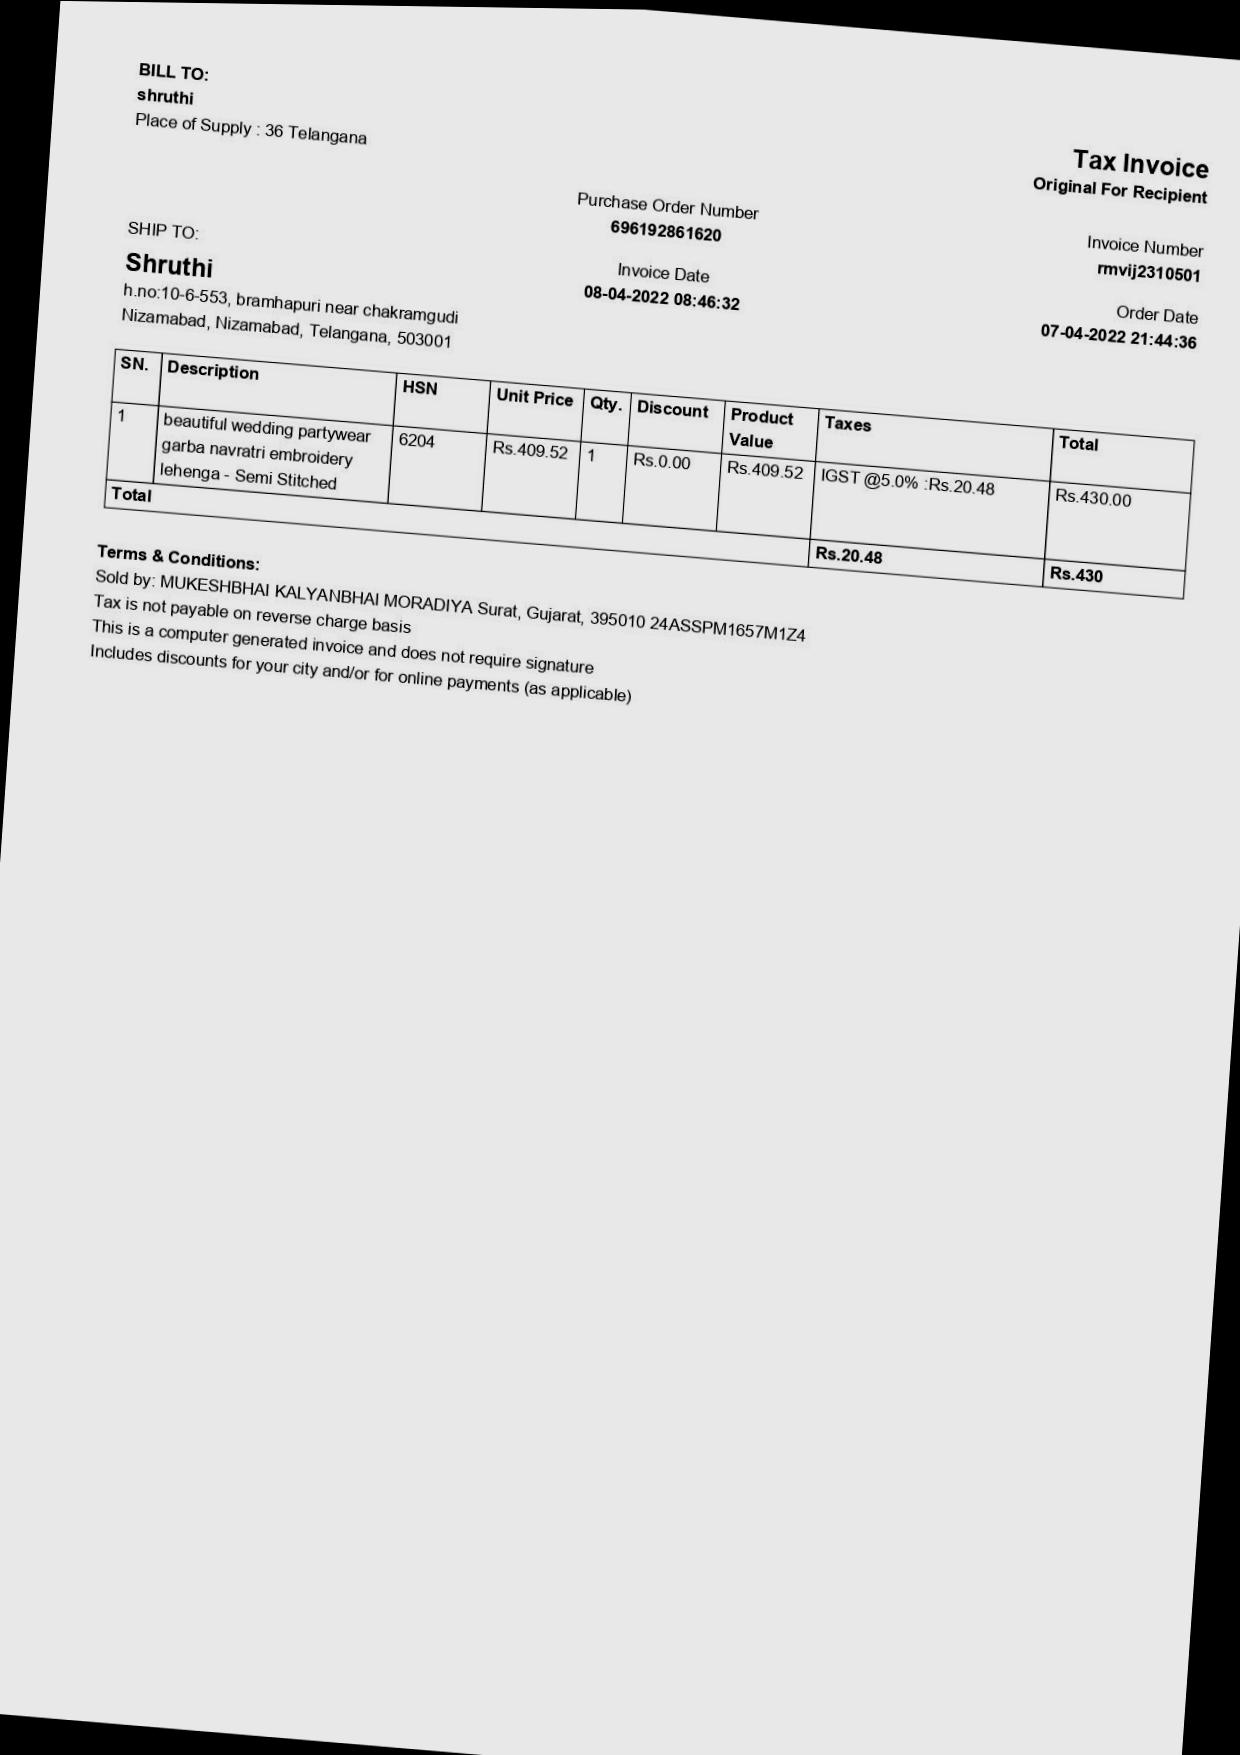 BILL TO:
shruthi
Place of Supply : 36 Telangana
Tax Invoice
Original For Recipient
Purchase Order Number
696192861620
Invoice Number
rmvij2310501
SHIP TO:
Shruthi
h.no:10-6-553, bramhapuri near chakramgudi
Nizamabad, Nizamabad, Telangana, 503001
Invoice Date
08-04-2022 08:46:32
Order Date
07-04-2022 21:44:36
SN. Description HSN Unit Price Qty. Discount Product Value Taxes Total
1 beautiful wedding partywear 6204 Rs.409.52 1 Rs.0.00 Rs.409.52 IGST @5.0% :Rs.20.48 Rs.430.00
garba navratri embroidery
lehenga - Semi Stitched
Total Rs.20.48 Rs.430
Terms & Conditions:
Sold by: MUKESHBHAI KALYANBHAI MORADIYA Surat, Gujarat, 395010 24ASSPM1657M1Z4
Tax is not payable on reverse charge basis
This is a computer generated invoice and does not require signature
Includes discounts for your city and/or for online payments (as applicable)